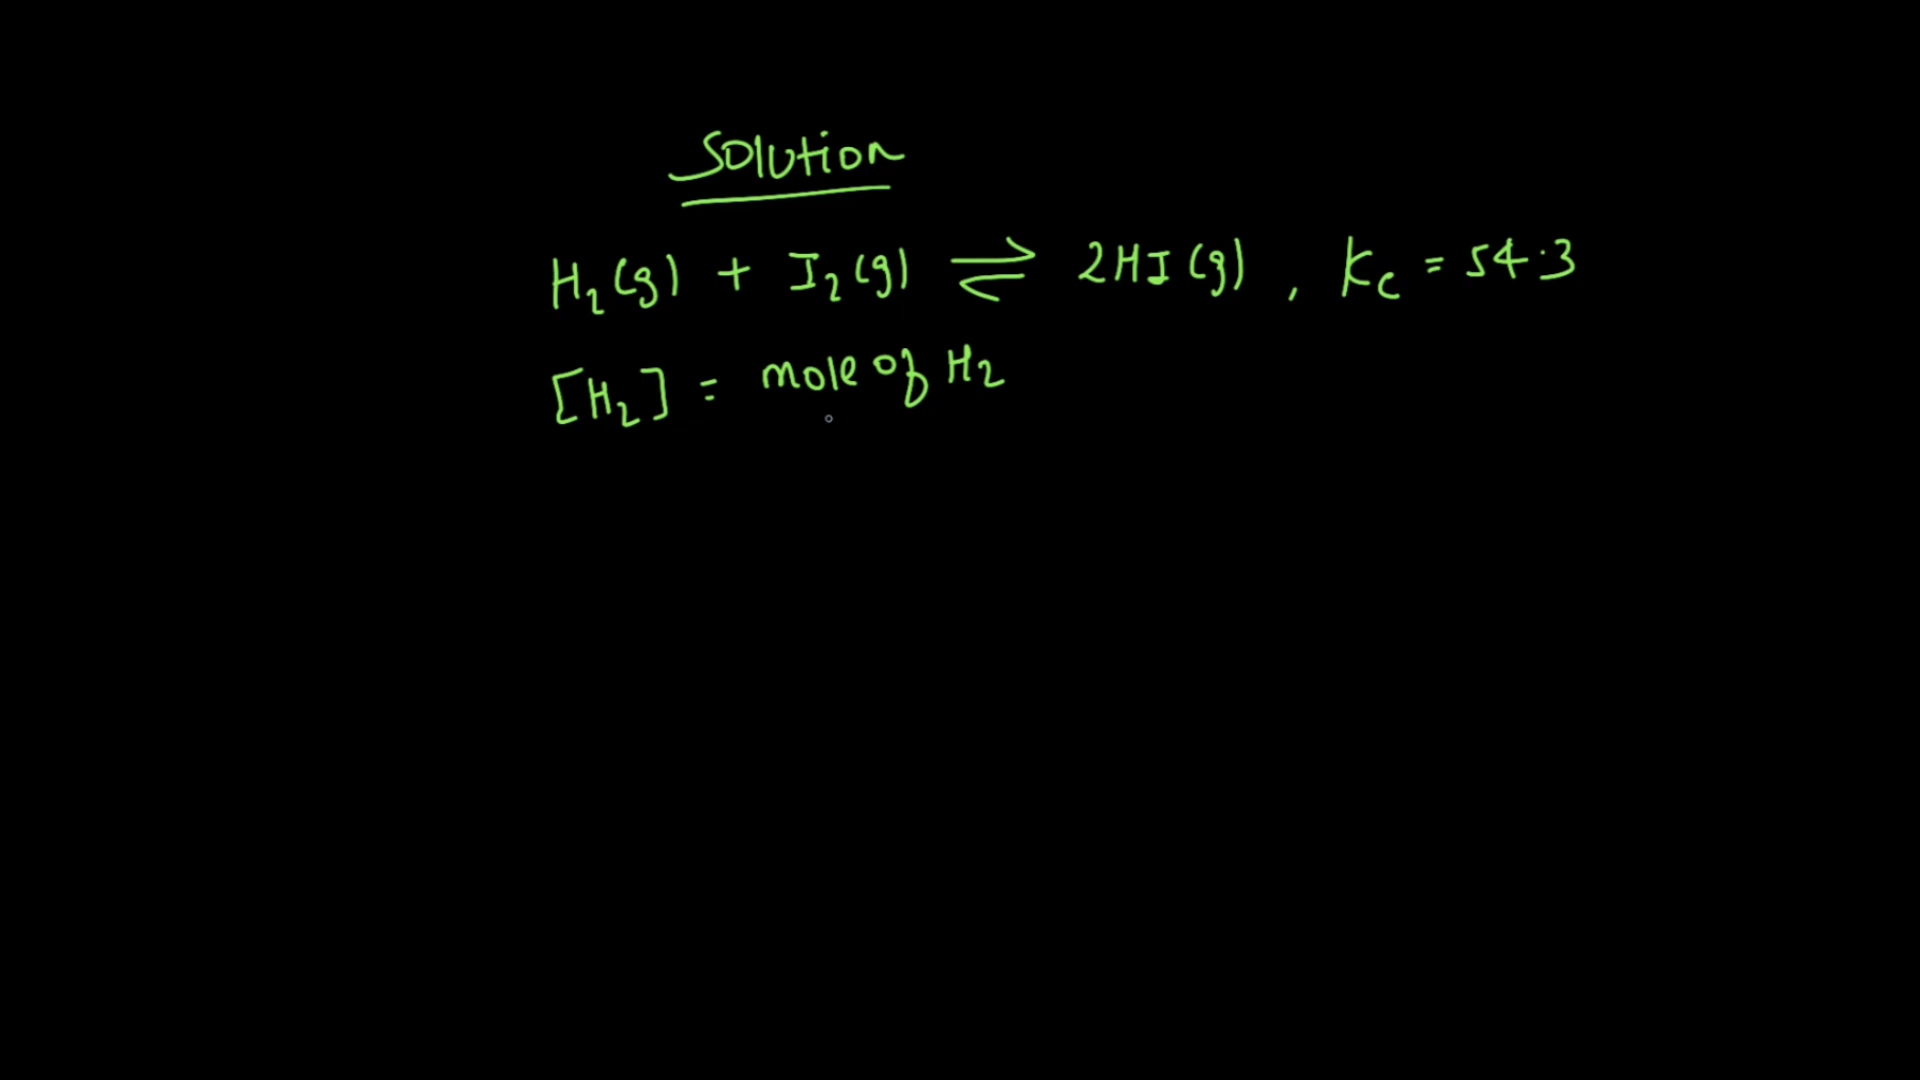 Solution
H₂(g) + I₂(g) ⇌ 2HI(g) , Kc = 54.3
[H₂] = mole of H₂